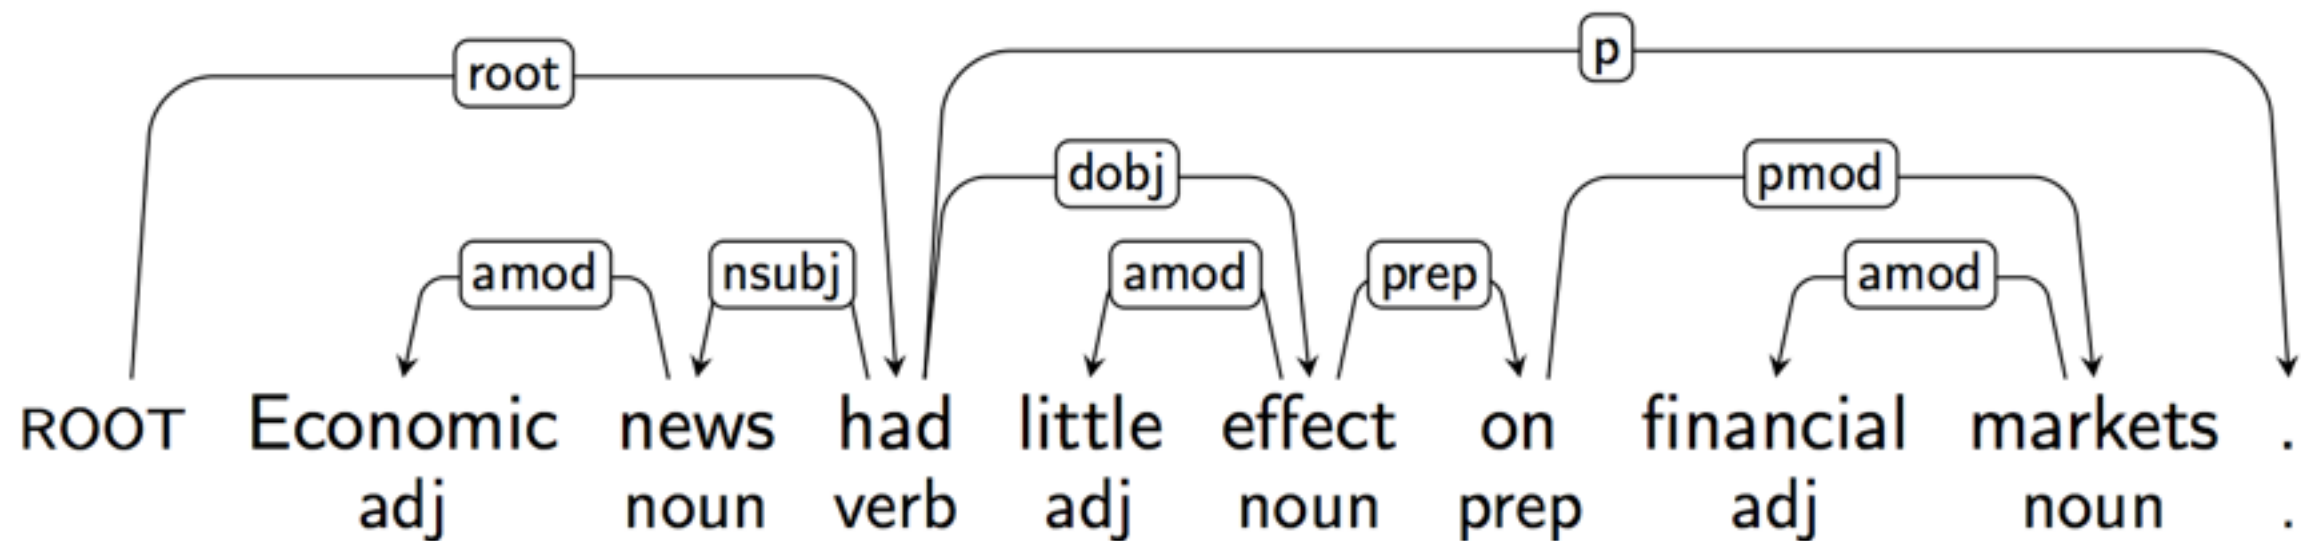 p
root
dobj pmod
amod nsubj amod prep amod
ROOT Economic news had little effect on financial markets .
adj noun verb adj noun prep adj noun .